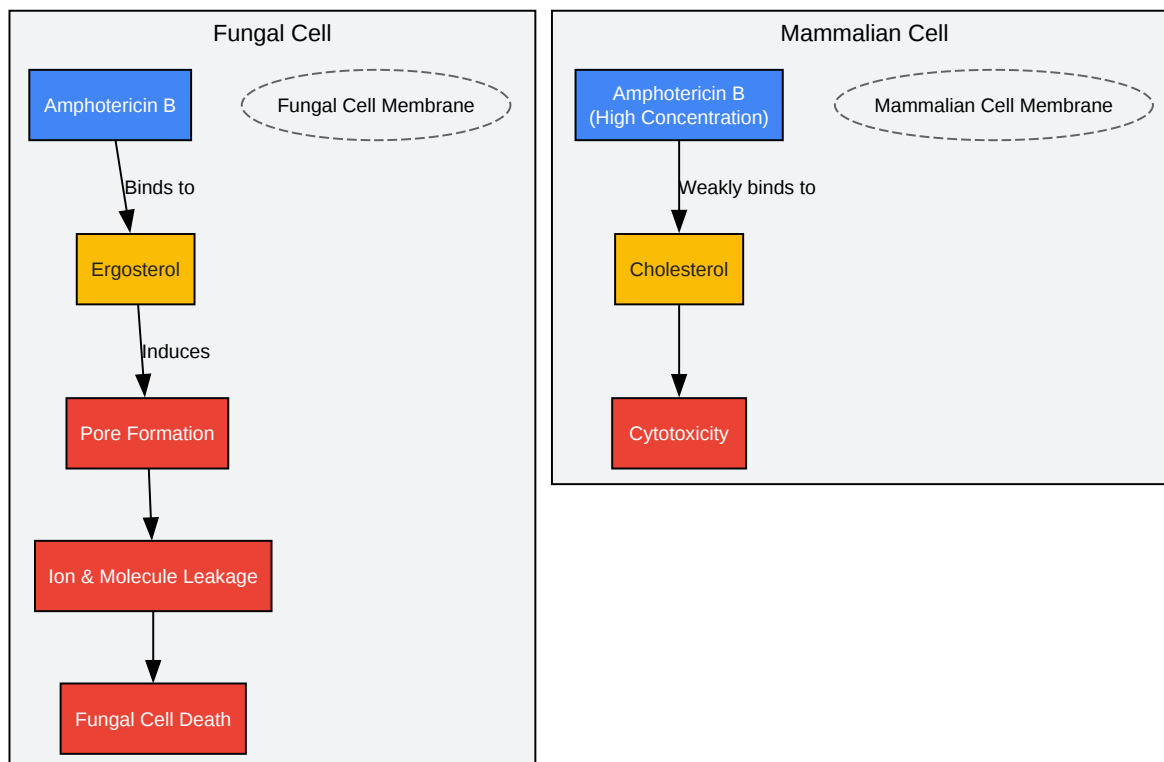 Fungal Cell
Amphotericin B
Fungal Cell Membrane
Binds to
Ergosterol
Induces
Pore Formation
Ion & Molecule Leakage
Fungal Cell Death
Mammalian Cell
Amphotericin B
(High Concentration)
Mammalian Cell Membrane
Weakly binds to
Cholesterol
Cytotoxicity